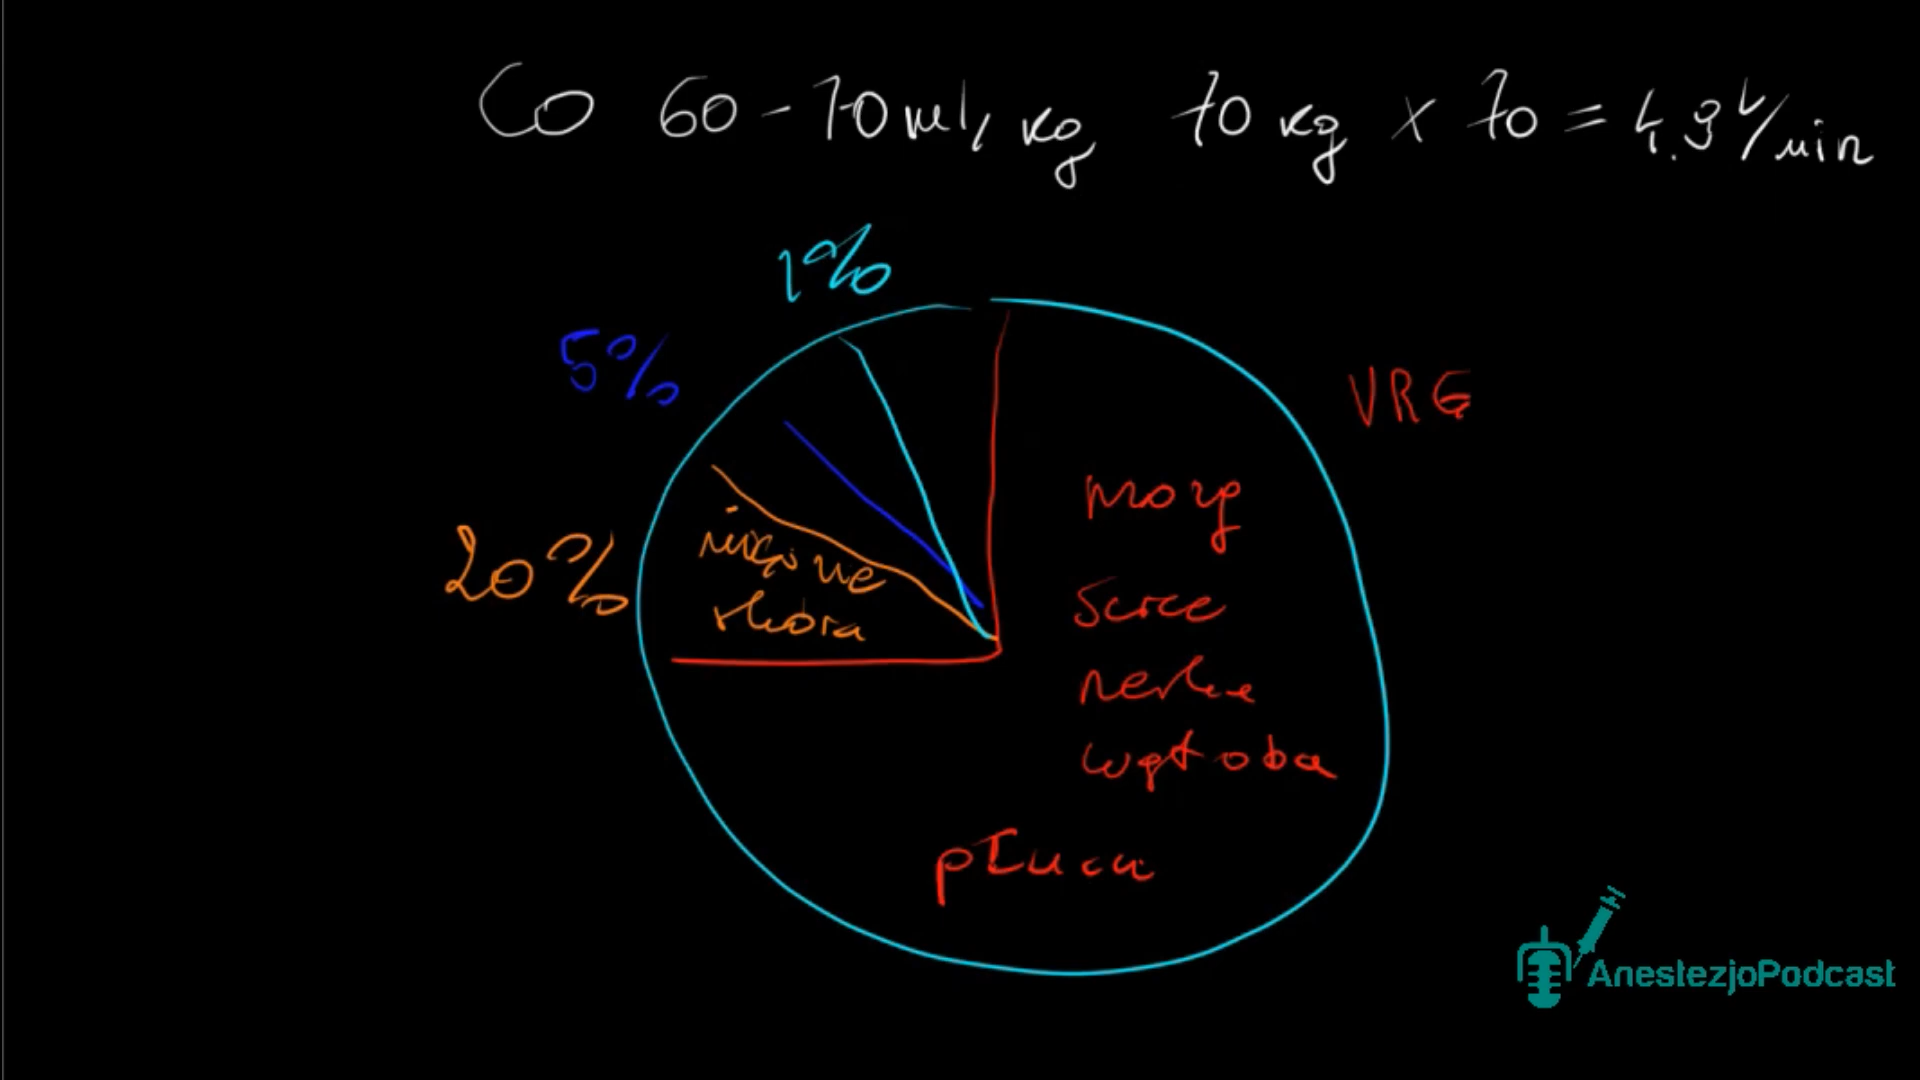 CO 60-70 ml/kg 70 kg x 70 = 4.9 L/min
1%
5%
VRG
mózg
20%
mięśnie
skóra
serce
nerki
wątroba
płuca
AnestezjoPodcast